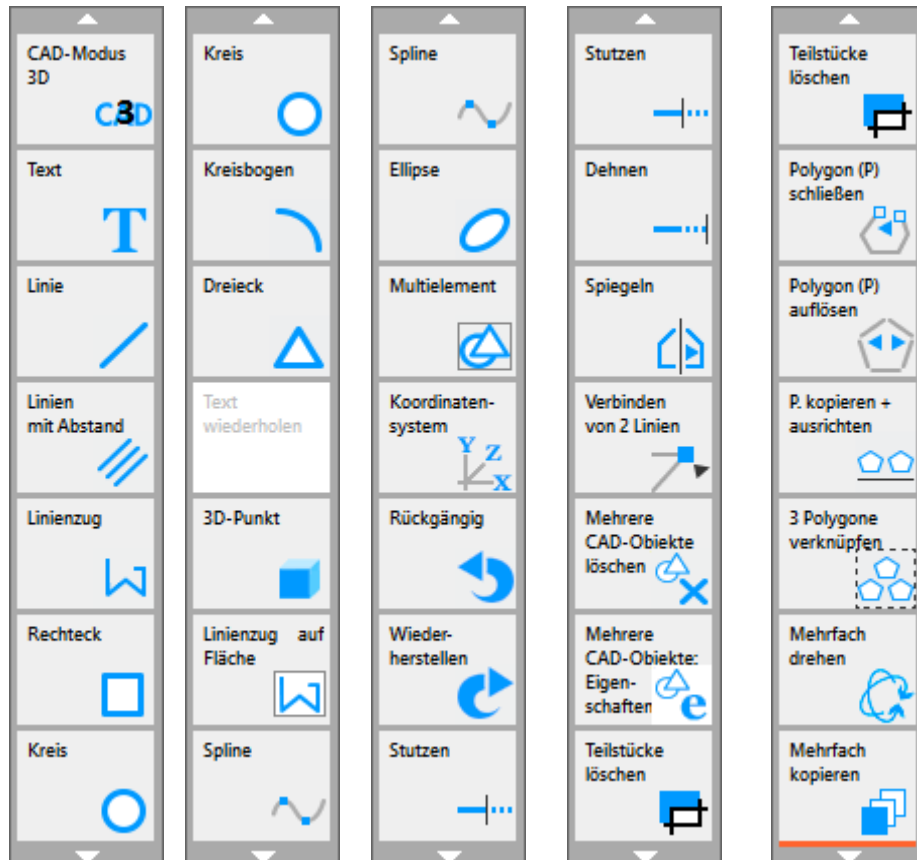 CAD-Modus
3D
CAD
3
Text
T
Linie
Linien
mit Abstand
Linienzug
Rechteck
Kreis
Kreis
Kreisbogen
Dreieck
Text
wiederholen
3D-Punkt
Linienzug auf
Fläche
Spline
Spline
Ellipse
Multielement
Koordinaten-
system
Y Z
X
Rückgängig
Wieder-
herstellen
Stutzen
Stutzen
Dehnen
Spiegeln
Verbinden
von 2 Linien
Mehrere
CAD-Objekte
löschen
Mehrere
CAD-Objekte:
Eigen-
schaften
e
Teilstücke
löschen
Teilstücke
löschen
Polygon (P)
schließen
Polygon (P)
auflösen
P. kopieren +
ausrichten
3 Polygone
verknüpfen
Mehrfach
drehen
Mehrfach
kopieren